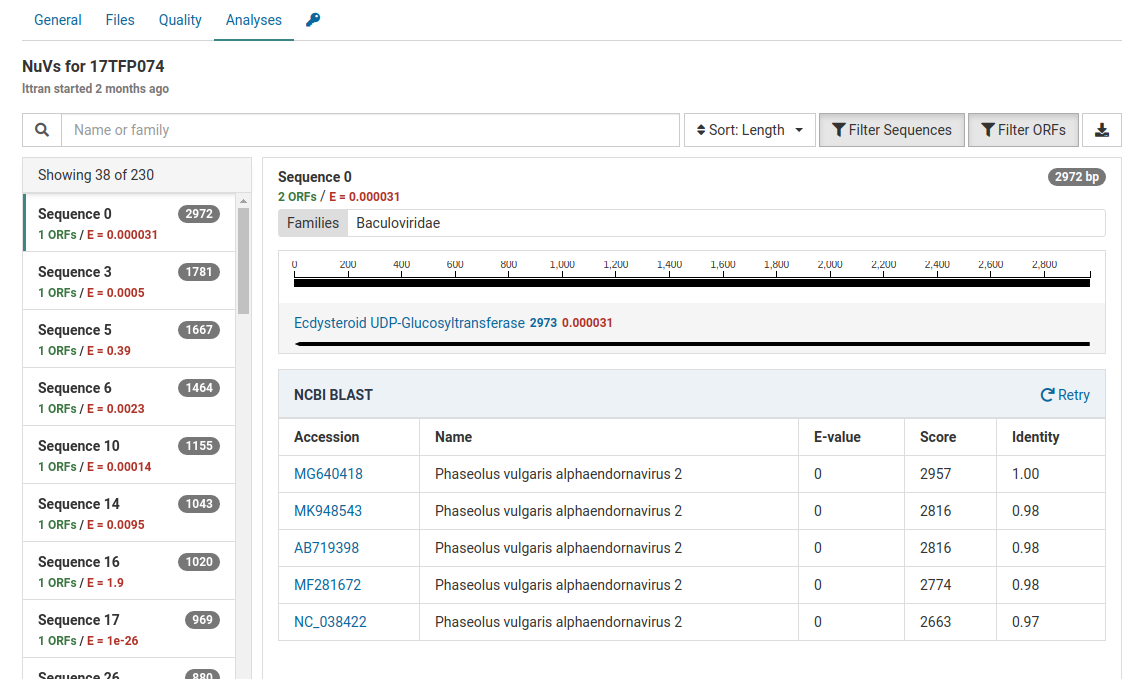 General Files Quality Analyses
NuVs for 17TFP074
lttran started 2 months ago
Name or family
Sort: Length
Filter Sequences
Filter ORFs
Showing 38 of 230
Sequence 0 2972
1 ORFs / E = 0.000031
Sequence 3 1781
1 ORFs / E = 0.0005
Sequence 5 1667
1 ORFs / E = 0.39
Sequence 6 1464
1 ORFs / E = 0.0023
Sequence 10 1155
1 ORFs / E = 0.00014
Sequence 14 1043
1 ORFs / E = 0.0095
Sequence 16 1020
1 ORFs / E = 1.9
Sequence 17 969
1 ORFs / E = 1e-26
Sequence 26 880
Sequence 0 2972 bp
2 ORFs / E = 0.000031
Families Baculoviridae
0 200 400 600 800 1,000 1,200 1,400 1,600 1,800 2,000 2,200 2,400 2,600 2,800
Ecdysteroid UDP-Glucosyltransferase 2973 0.000031
NCBI BLAST Retry
Accession Name E-value Score Identity
MG640418 Phaseolus vulgaris alphaendornavirus 2 0 2957 1.00
MK948543 Phaseolus vulgaris alphaendornavirus 2 0 2816 0.98
AB719398 Phaseolus vulgaris alphaendornavirus 2 0 2816 0.98
MF281672 Phaseolus vulgaris alphaendornavirus 2 0 2774 0.98
NC_038422 Phaseolus vulgaris alphaendornavirus 2 0 2663 0.97